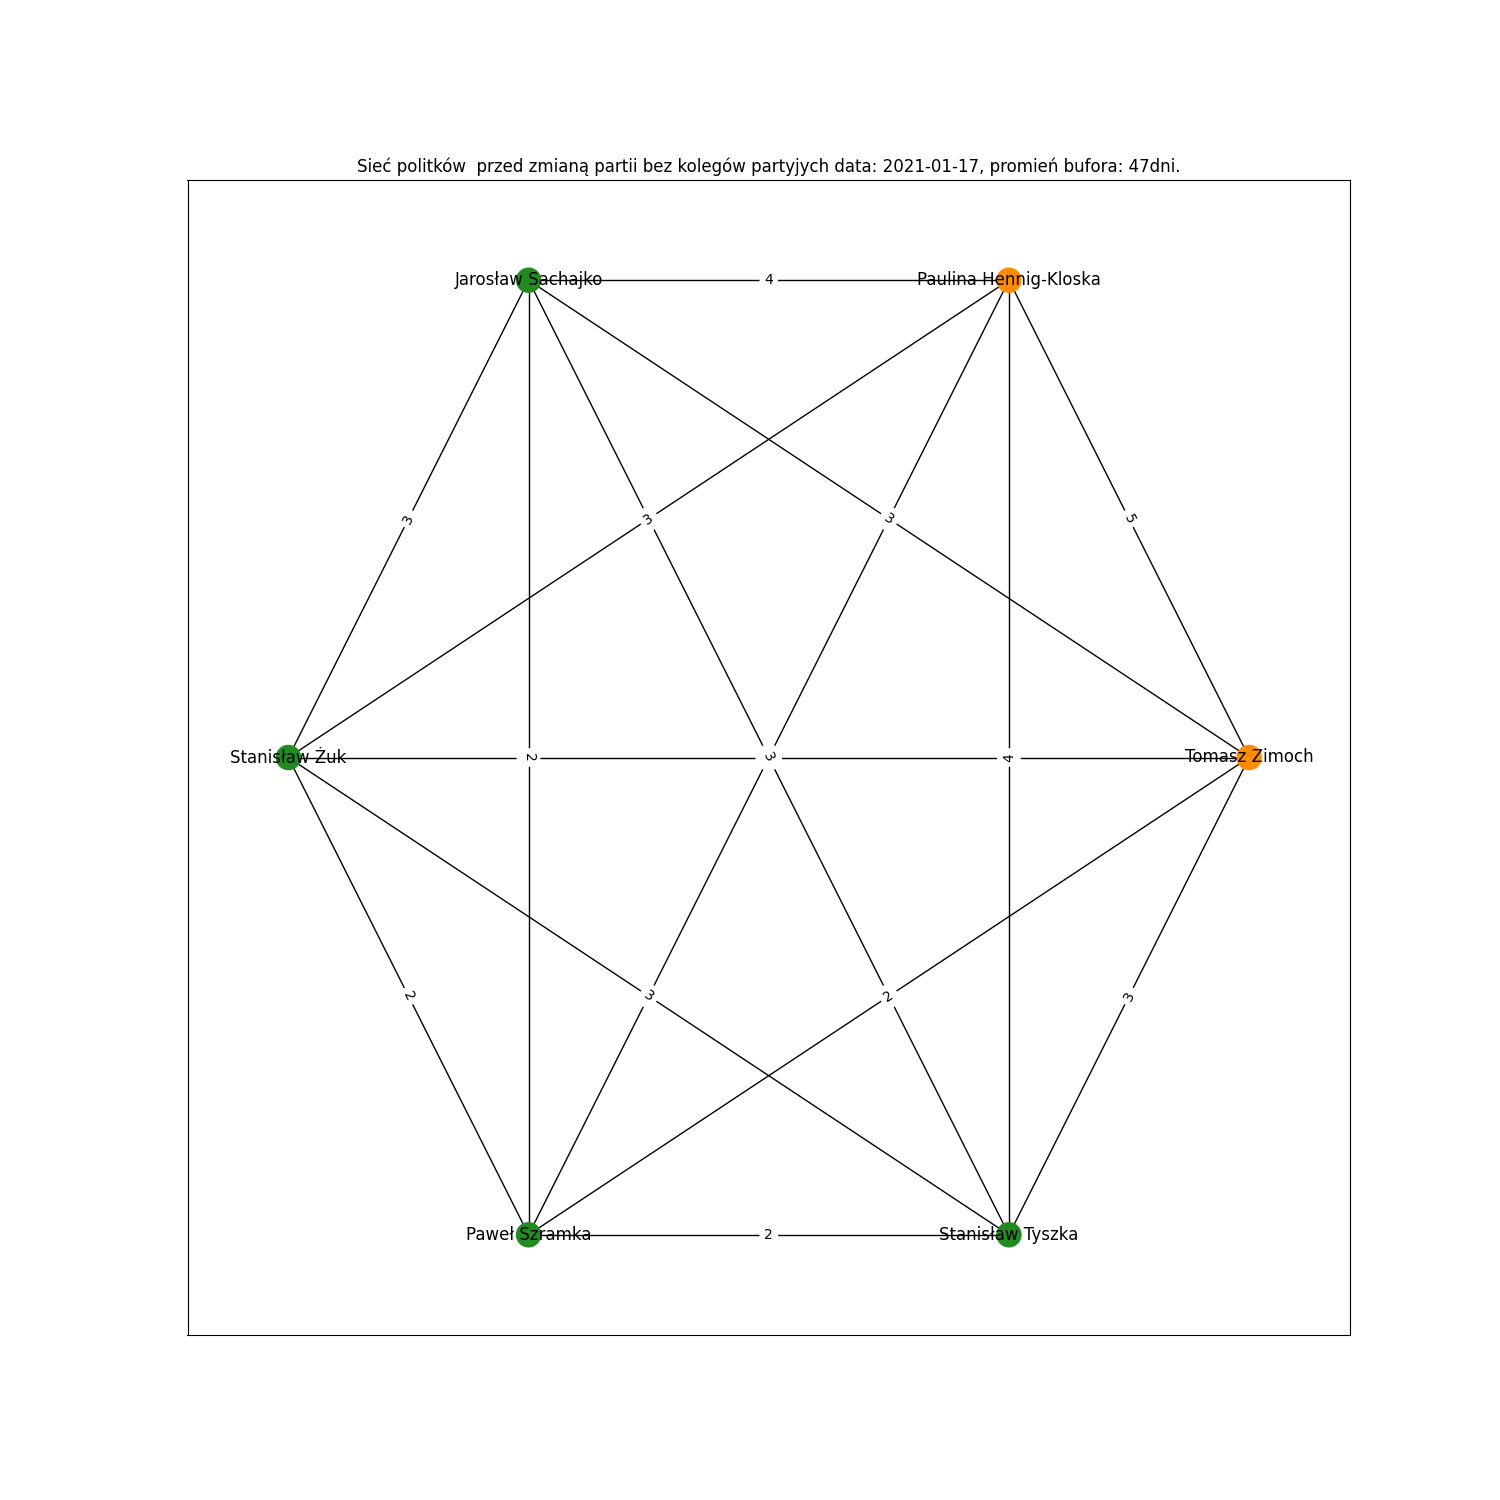 Sieć politków  przed zmianą partii bez kolegów partyjych data: 2021-01-17, promień bufora: 47dni.
Jarosław Sachajko
4
Paulina Hennig-Kloska
3
3
3
5
Stanisław Żuk
2
3
4
Tomasz Zimoch
2
3
2
3
Paweł Szramka
2
Stanisław Tyszka